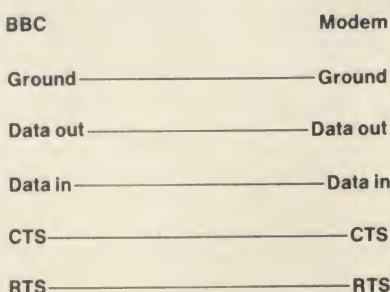 BBC Modem
Ground Ground
Data out Data out
Data in Data in
CTS CTS
RTS RTS